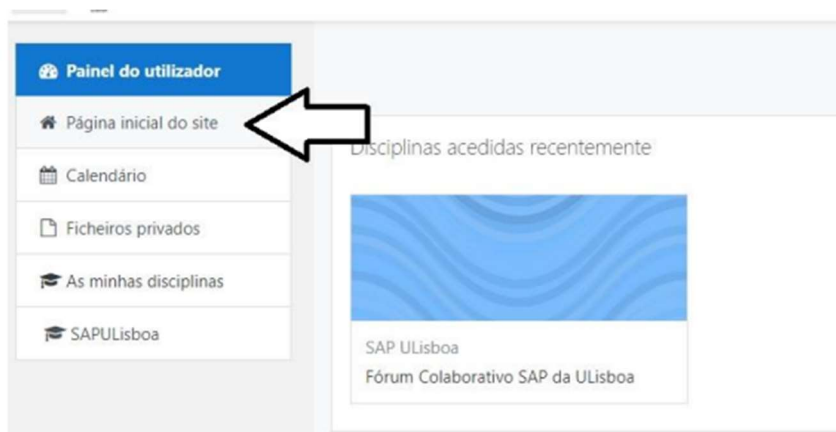 Painel do utilizador
Página inicial do site
Calendário
Ficheiros privados
As minhas disciplinas
SAPULisboa
Disciplinas acedidas recentemente
SAP ULisboa
Fórum Colaborativo SAP da ULisboa